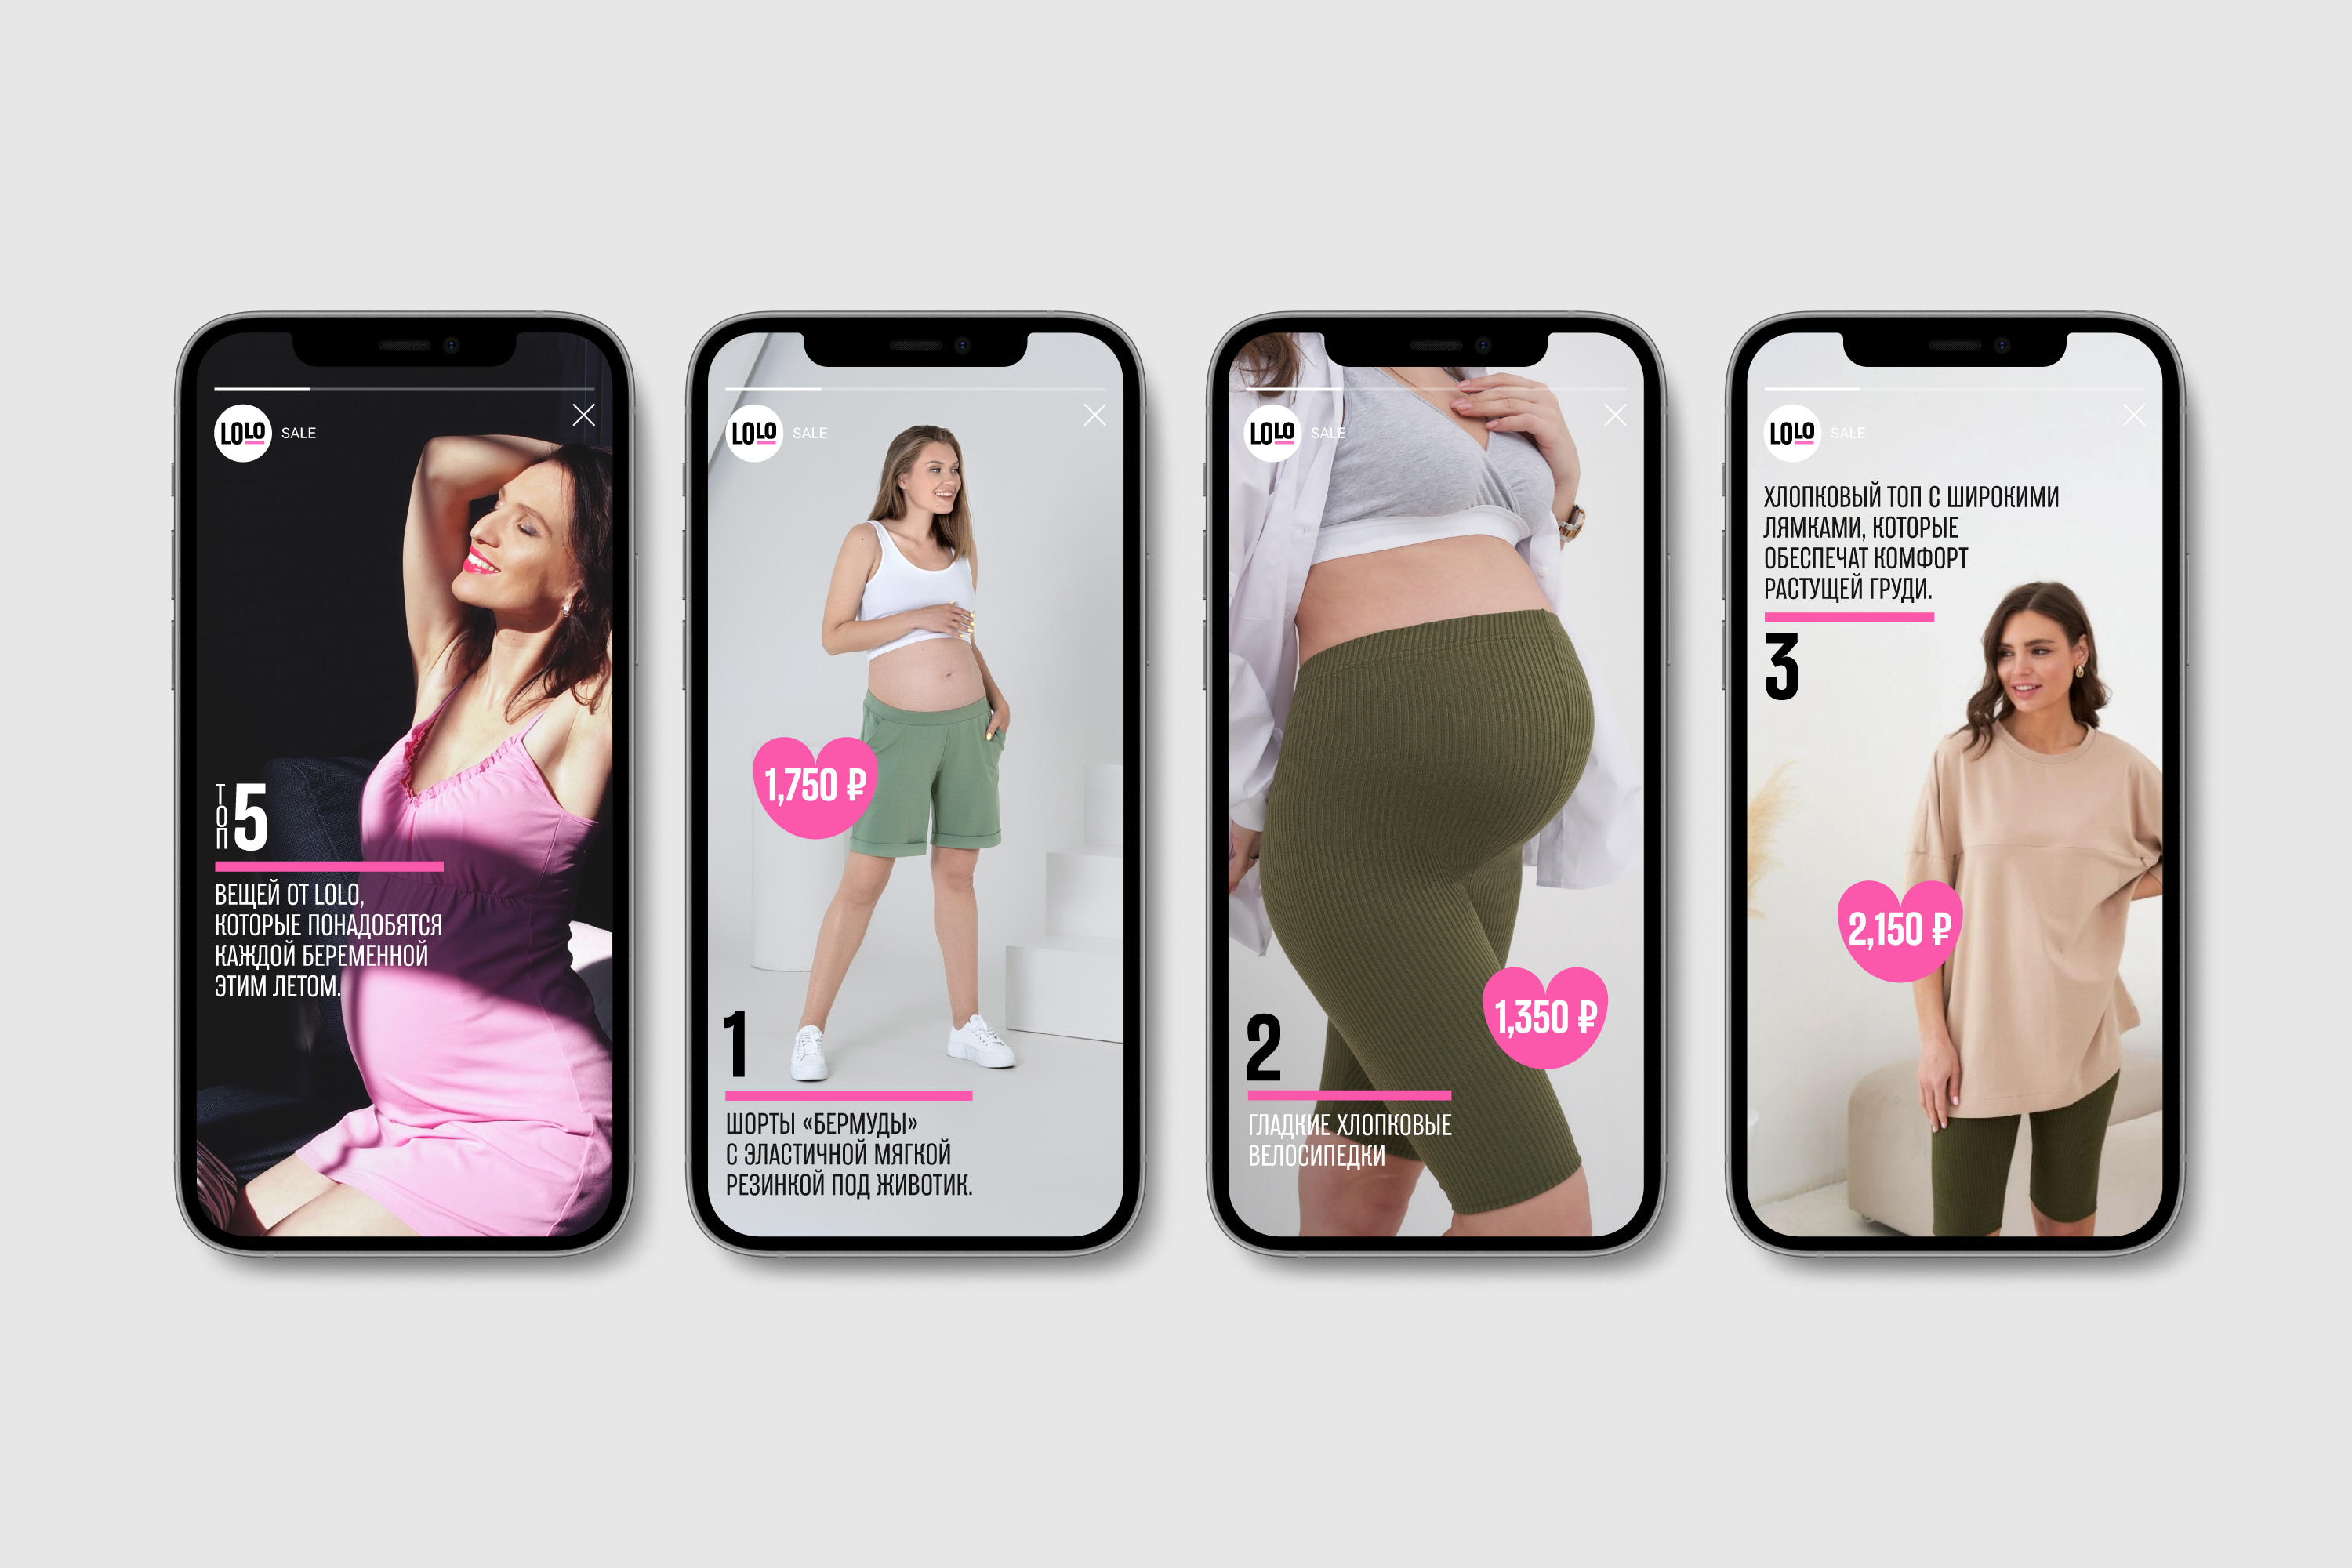 LOLO SALE
ТОП 5
ВЕЩЕЙ ОТ LOLO,
КОТОРЫЕ ПОНАДОБЯТСЯ
КАЖДОЙ БЕРЕМЕННОЙ
ЭТИМ ЛЕТОМ.
LOLO SALE
1,750 ₽
1
ШОРТЫ «БЕРМУДЫ»
С ЭЛАСТИЧНОЙ МЯГКОЙ
РЕЗИНКОЙ ПОД ЖИВОТИК.
LOLO SALE
1,350 ₽
2
ГЛАДКИЕ ХЛОПКОВЫЕ
ВЕЛОСИПЕДКИ
LOLO SALE
ХЛОПКОВЫЙ ТОП С ШИРОКИМИ
ЛЯМКАМИ, КОТОРЫЕ
ОБЕСПЕЧАТ КОМФОРТ
РАСТУЩЕЙ ГРУДИ.
3
2,150 ₽